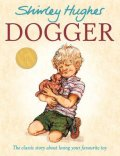 Shirley Hughes
DOGGER
The classic story about losing your favourite toy